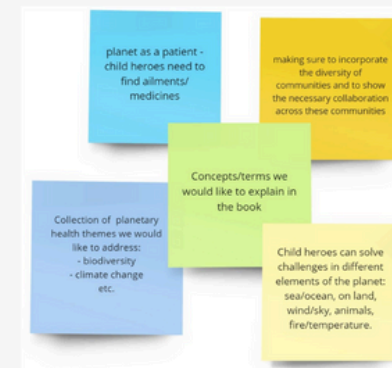 planet as a patient -
child heroes need to
find ailments/
medicines
making sure to incorporate
the diversity of
communities and to show
the necessary collaboration
across these communities
Concepts/terms we
would like to explain in
the book
Collection of planetary
health themes we would
like to address:
- biodiversity
- climate change
etc.
Child heroes can solve
challenges in different
elements of the planet:
sea/ocean, on land,
wind/sky, animals,
fire/temperature.